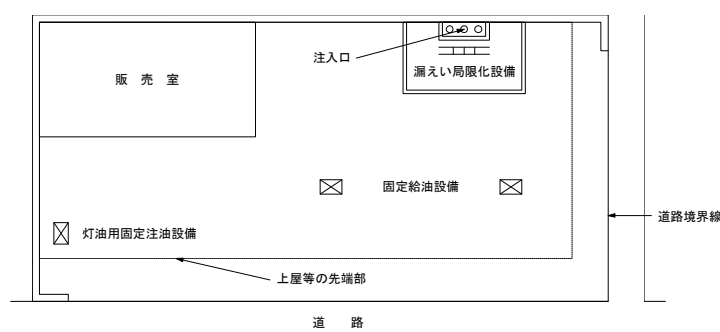 注入口
漏えい局限化設備
販 売 室
固定給油設備
道路境界線
灯油用固定注油設備
上屋等の先端部
道 路